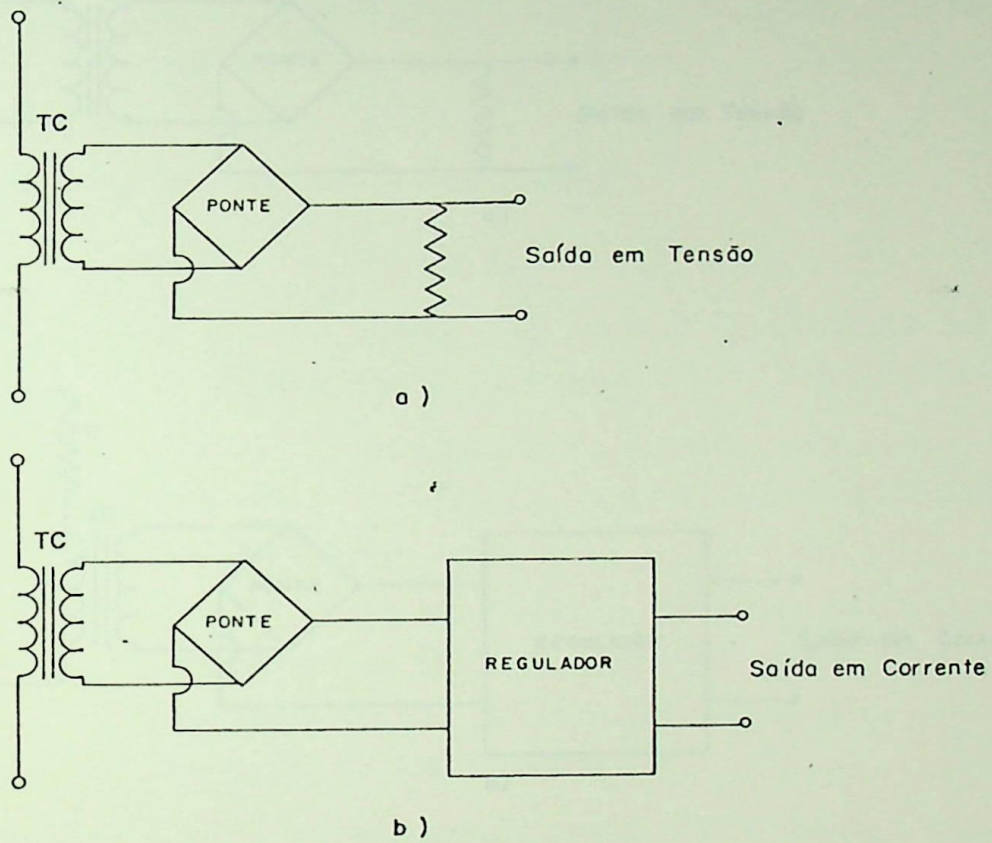 TC
PONTE
Saída em Tensão
a )
TC
PONTE
REGULADOR
Saída em Corrente
b )